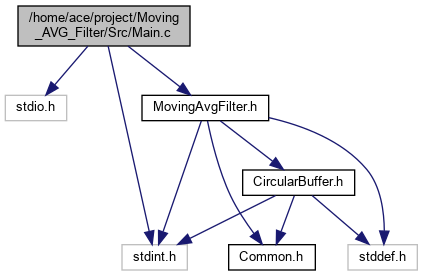 /home/ace/project/Moving
_AVG_Filter/Src/Main.c
stdio.h
MovingAvgFilter.h
CircularBuffer.h
stdint.h
Common.h
stddef.h